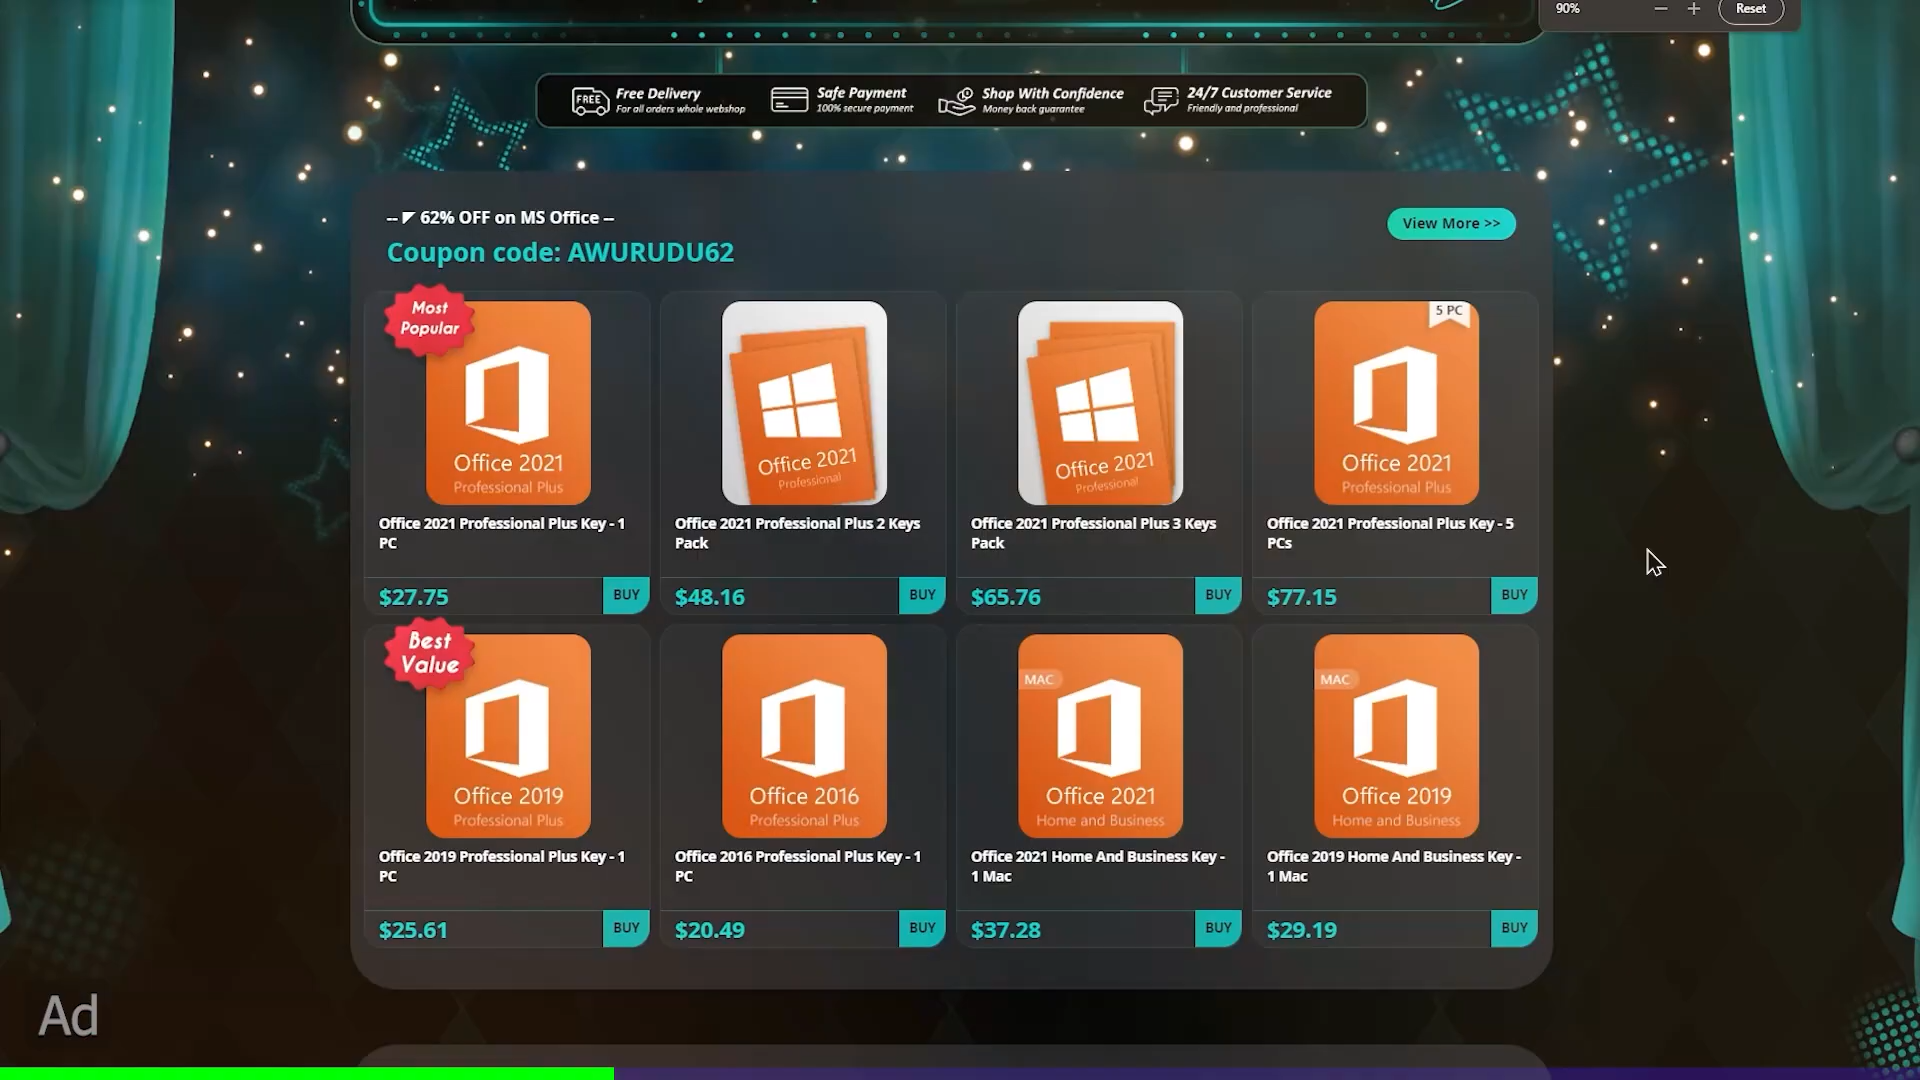 90%
Reset
FREE
Free Delivery
For all orders whole webshop
Safe Payment
100% secure payment
Shop With Confidence
Money back guarantee
24/7 Customer Service
Friendly and professional
-- ◤ 62% OFF on MS Office --
View More >>
Coupon code: AWURUDU62
Most
Popular
Office 2021
Professional Plus
Office 2021
Professional
Office 2021
Professional
5 PC
Office 2021
Professional Plus
Office 2021 Professional Plus Key - 1
PC
Office 2021 Professional Plus 2 Keys
Pack
Office 2021 Professional Plus 3 Keys
Pack
Office 2021 Professional Plus Key - 5
PCs
$27.75
BUY
$48.16
BUY
$65.76
BUY
$77.15
BUY
Best
Value
Office 2019
Professional Plus
Office 2016
Professional Plus
MAC
Office 2021
Home and Business
MAC
Office 2019
Home and Business
Office 2019 Professional Plus Key - 1
PC
Office 2016 Professional Plus Key - 1
PC
Office 2021 Home And Business Key -
1 Mac
Office 2019 Home And Business Key -
1 Mac
$25.61
BUY
$20.49
BUY
$37.28
BUY
$29.19
BUY
Ad